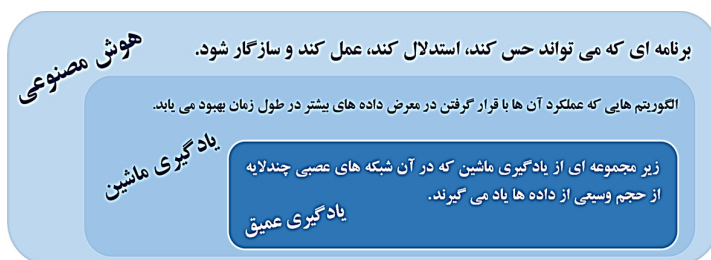 برنامه ای که می تواند حس کند، استدلال کند، عمل کند و سازگار شود.
هوش مصنوعی
الگوریتم هایی که عملکرد آن ها با قرار گرفتن در معرض داده های بیشتر در طول زمان بهبود می یابد.
یادگیری ماشین
زیر مجموعه ای از یادگیری ماشین که در آن شبکه های عصبی چندلایه
از حجم وسیعی از داده ها یاد می گیرند.
یادگیری عمیق